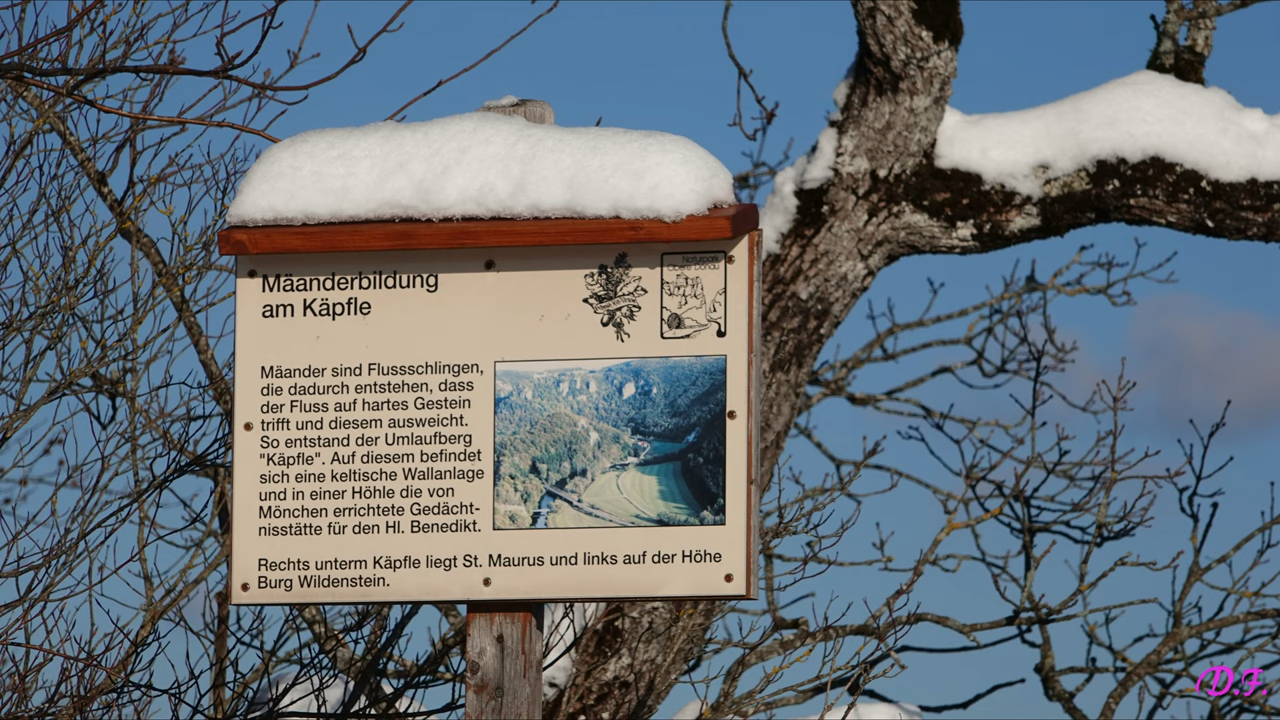 Mäanderbildung
am Käpfle
Naturpark
Obere Donau
Mäander sind Flussschlingen,
die dadurch entstehen, dass
der Fluss auf hartes Gestein
trifft und diesem ausweicht.
So entstand der Umlaufberg
"Käpfle". Auf diesem befindet
sich eine keltische Wallanlage
und in einer Höhle die von
Mönchen errichtete Gedächt-
nisstätte für den Hl. Benedikt.
Rechts unterm Käpfle liegt St. Maurus und links auf der Höhe
Burg Wildenstein.
D.F.